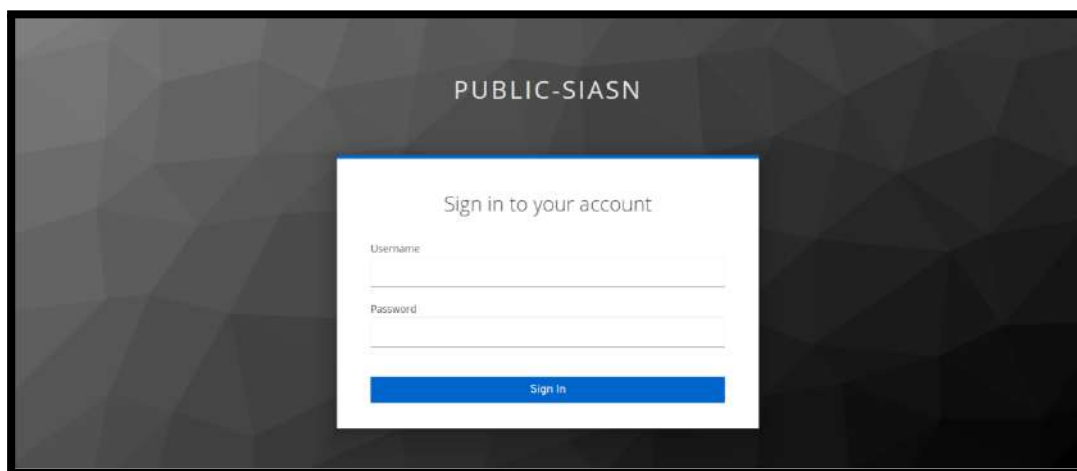 PUBLIC-SIASN
Sign in to your account
Username
Password
Sign In